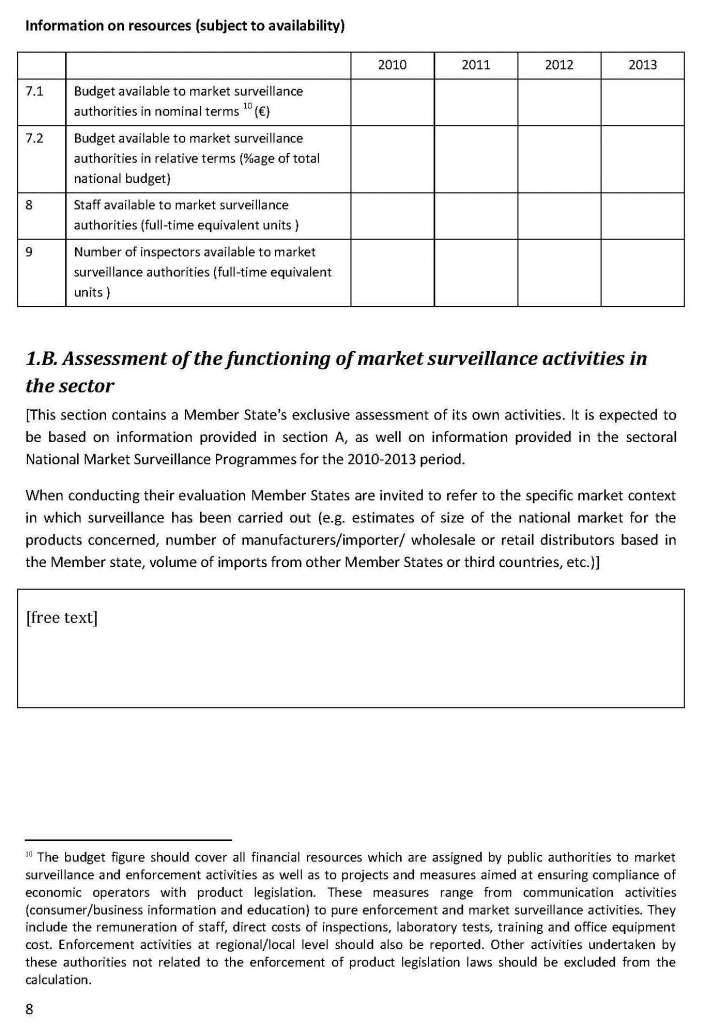 Information on resources (subject to availability)
2010 2011 2012 2013
7.1 Budget available to market surveillance
authorities in nominal terms 10 (€)
7.2 Budget available to market surveillance
authorities in relative terms (%age of total
national budget)
8 Staff available to market surveillance
authorities (full-time equivalent units )
9 Number of inspectors available to market
surveillance authorities (full-time equivalent
units )
1.B. Assessment of the functioning of market surveillance activities in
the sector
[This section contains a Member State's exclusive assessment of its own activities. It is expected to
be based on information provided in section A, as well on information provided in the sectoral
National Market Surveillance Programmes for the 2010-2013 period.
When conducting their evaluation Member States are invited to refer to the specific market context
in which surveillance has been carried out (e.g. estimates of size of the national market for the
products concerned, number of manufacturers/importer/ wholesale or retail distributors based in
the Member state, volume of imports from other Member States or third countries, etc.)]
[free text]
10 The budget figure should cover all financial resources which are assigned by public authorities to market
surveillance and enforcement activities as well as to projects and measures aimed at ensuring compliance of
economic operators with product legislation. These measures range from communication activities
(consumer/business information and education) to pure enforcement and market surveillance activities. They
include the remuneration of staff, direct costs of inspections, laboratory tests, training and office equipment
cost. Enforcement activities at regional/local level should also be reported. Other activities undertaken by
these authorities not related to the enforcement of product legislation laws should be excluded from the
calculation.
8